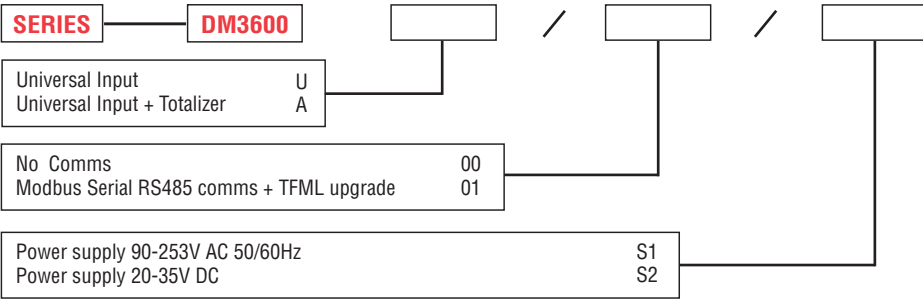 SERIES DM3600 / /
Universal Input U
Universal Input + Totalizer A
No Comms 00
Modbus Serial RS485 comms + TFML upgrade 01
Power supply 90-253V AC 50/60Hz S1
Power supply 20-35V DC S2